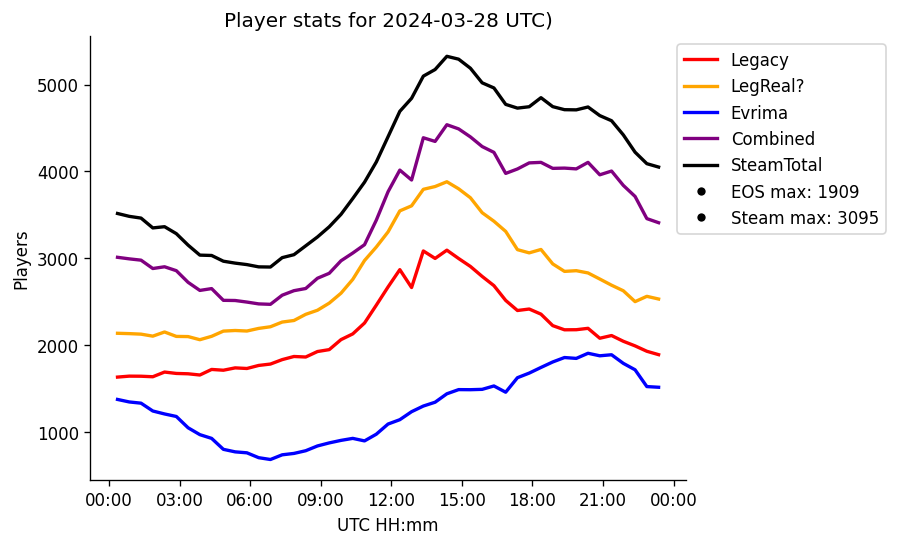 Player stats for 2024-03-28 UTC)
Legacy
LegReal?
Evrima
Combined
SteamTotal
EOS max: 1909
Steam max: 3095
Players
5000
4000
3000
2000
1000
00:00 03:00 06:00 09:00 12:00 15:00 18:00 21:00 00:00
UTC HH:mm